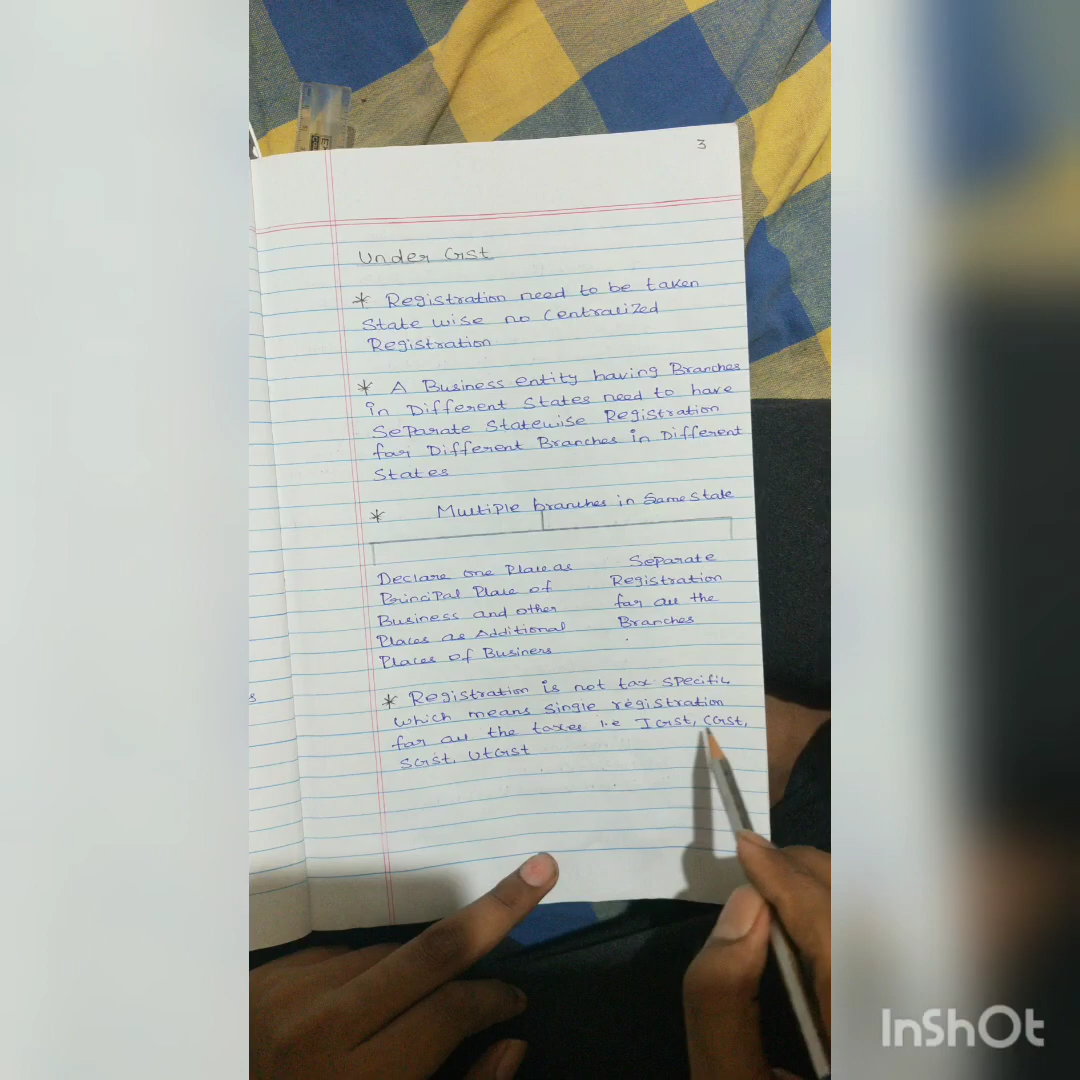 3
Under Gst
* Registration need to be taken
State wise no Centralized
Registration
* A Business entity having Branches
in Different States need to have
Separate Statewise Registration
for Different Branches in Different
States
* Multiple branches in Same State
Declare one Place as
Principal Place of
Business and other
Places as Additional
Places of Business
Separate
Registration
for all the
Branches
* Registration is not tax specific
which means single registration
for all the taxes i.e IGst, CGst,
SGst, UtGst
InShOt